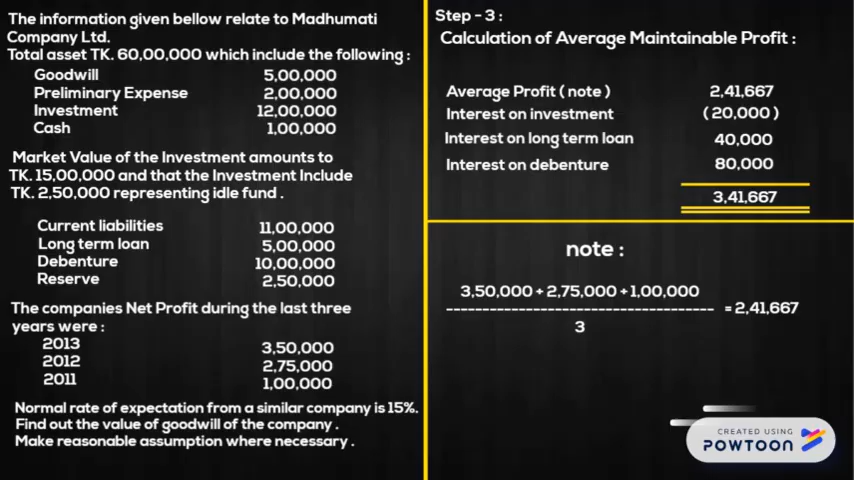 The information given bellow relate to Madhumati
Company Ltd.
Total asset TK. 60,00,000 which include the following :
Goodwill 5,00,000
Preliminary Expense 2,00,000
Investment 12,00,000
Cash 1,00,000
Market Value of the Investment amounts to
TK. 15,00,000 and that the Investment Include
TK. 2,50,000 representing idle fund .
Current liabilities 11,00,000
Long term loan 5,00,000
Debenture 10,00,000
Reserve 2,50,000
The companies Net Profit during the last three
years were :
2013 3,50,000
2012 2,75,000
2011 1,00,000
Normal rate of expectation from a similar company is 15%.
Find out the value of goodwill of the company .
Make reasonable assumption where necessary .
Step - 3 :
Calculation of Average Maintainable Profit :
Average Profit ( note ) 2,41,667
Interest on investment ( 20,000 )
Interest on long term loan 40,000
Interest on debenture 80,000
3,41,667
note :
3,50,000 + 2,75,000 + 1,00,000
------------------------------------ = 2,41,667
3
CREATED USING
POWTOON